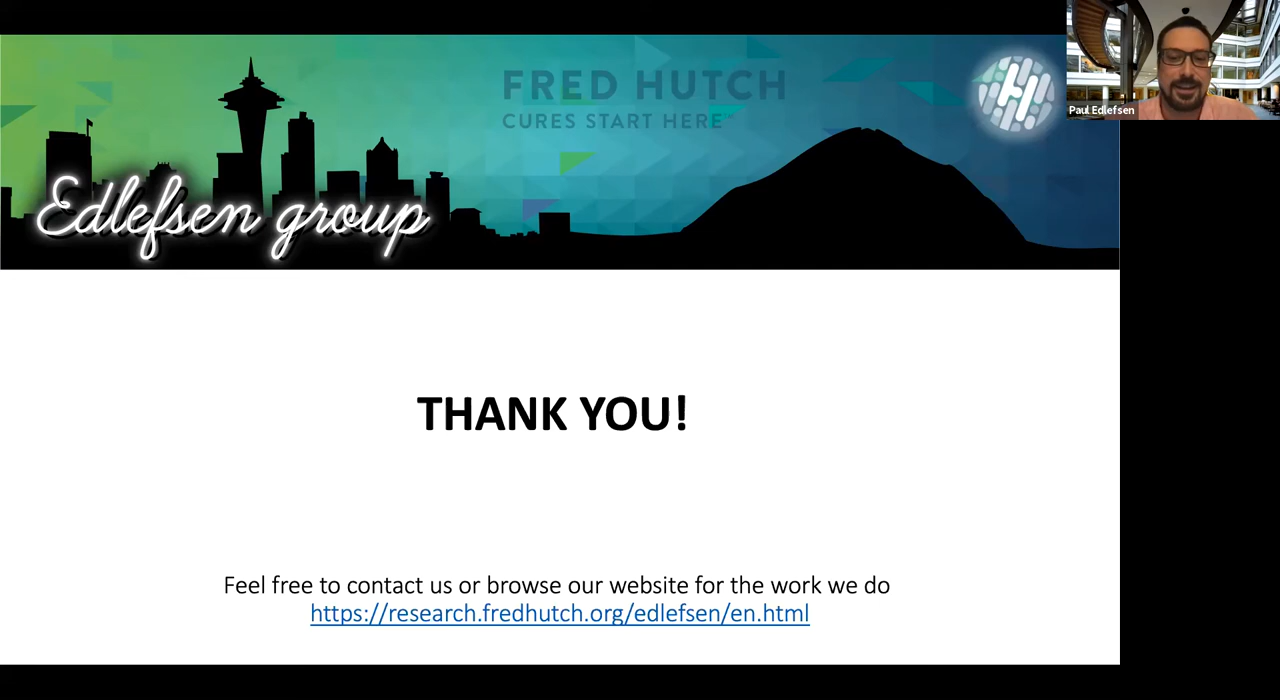 FRED HUTCH
CURES START HERE
Paul Edlefsen
Edlefsen group
THANK YOU!
Feel free to contact us or browse our website for the work we do
https://research.fredhutch.org/edlefsen/en.html